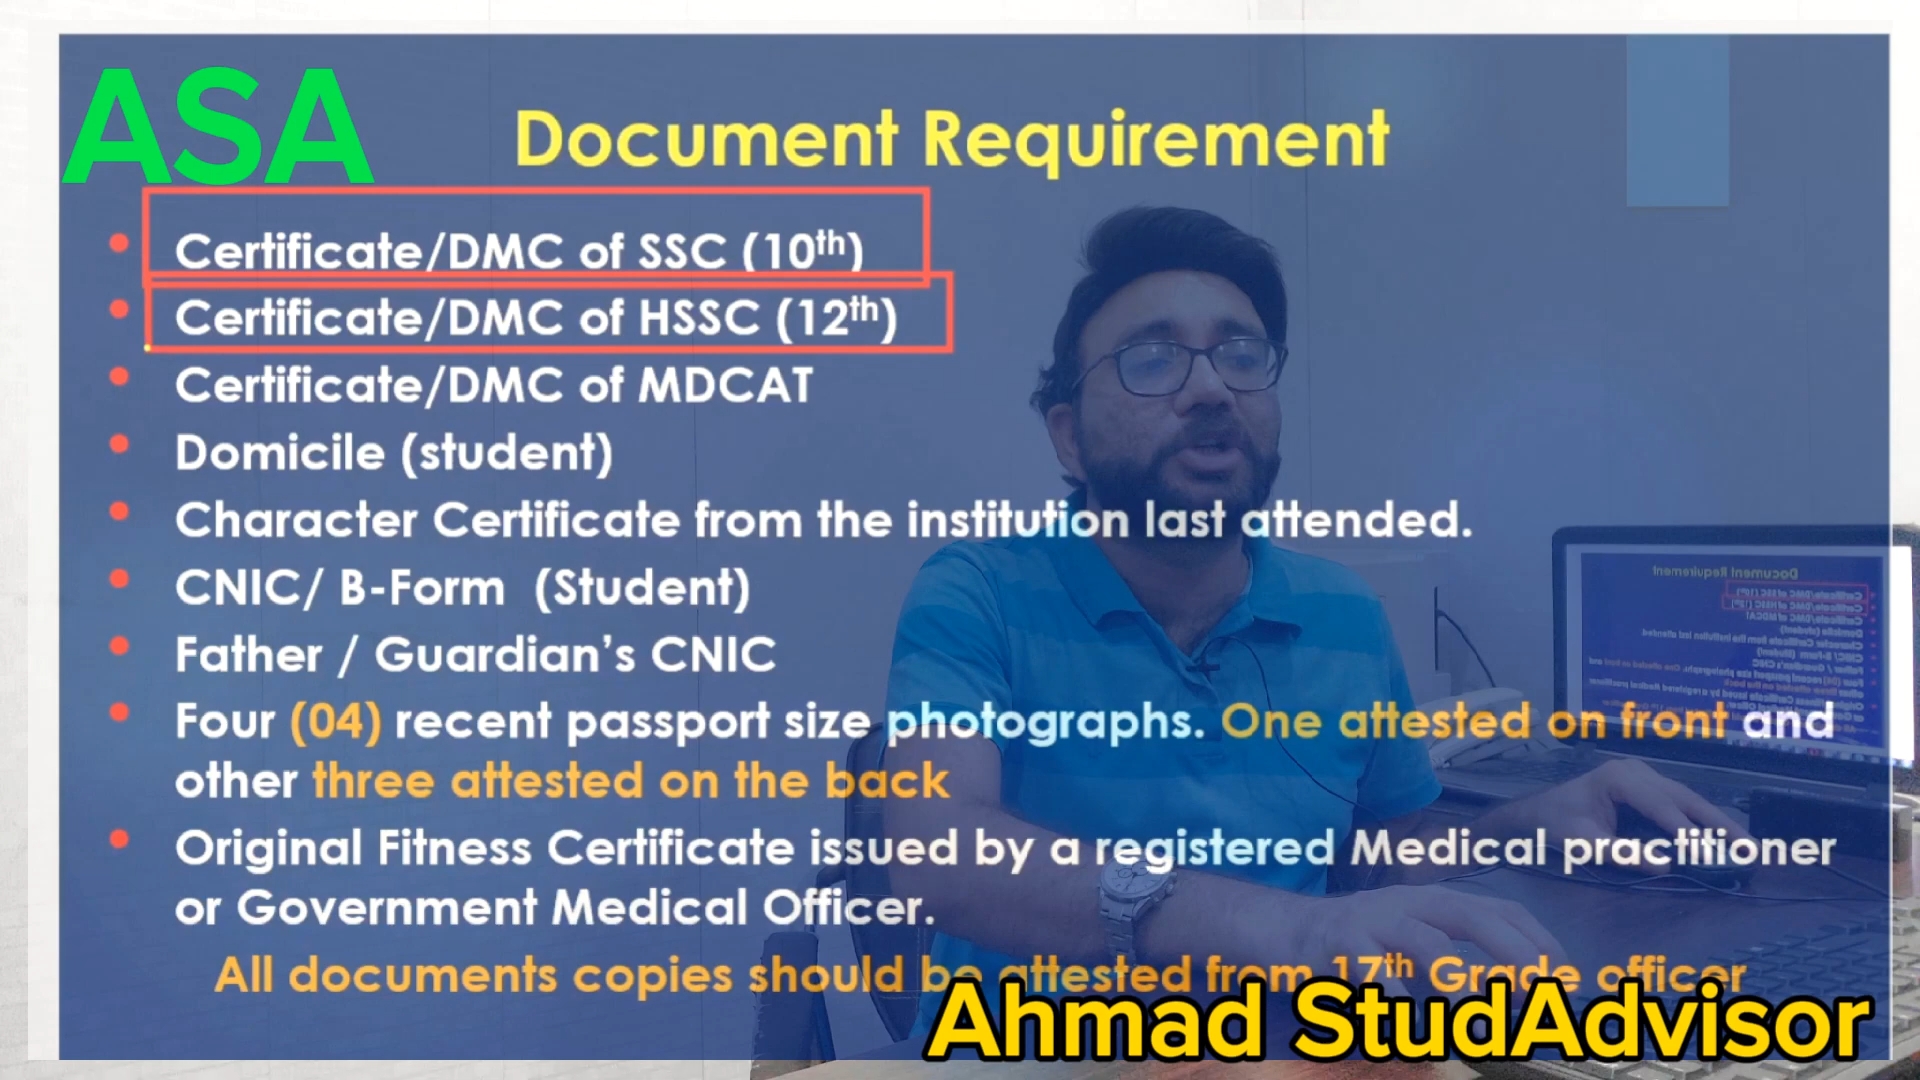 ASA
Document Requirement
• Certificate/DMC of SSC (10th)
• Certificate/DMC of HSSC (12th)
• Certificate/DMC of MDCAT
• Domicile (student)
• Character Certificate from the institution last attended.
• CNIC/ B-Form (Student)
• Father / Guardian's CNIC
• Four (04) recent passport size photographs. One attested on front and
other three attested on the back
• Original Fitness Certificate issued by a registered Medical practitioner
or Government Medical Officer.
All documents copies should be attested from 17th Grade officer
Ahmad StudAdvisor